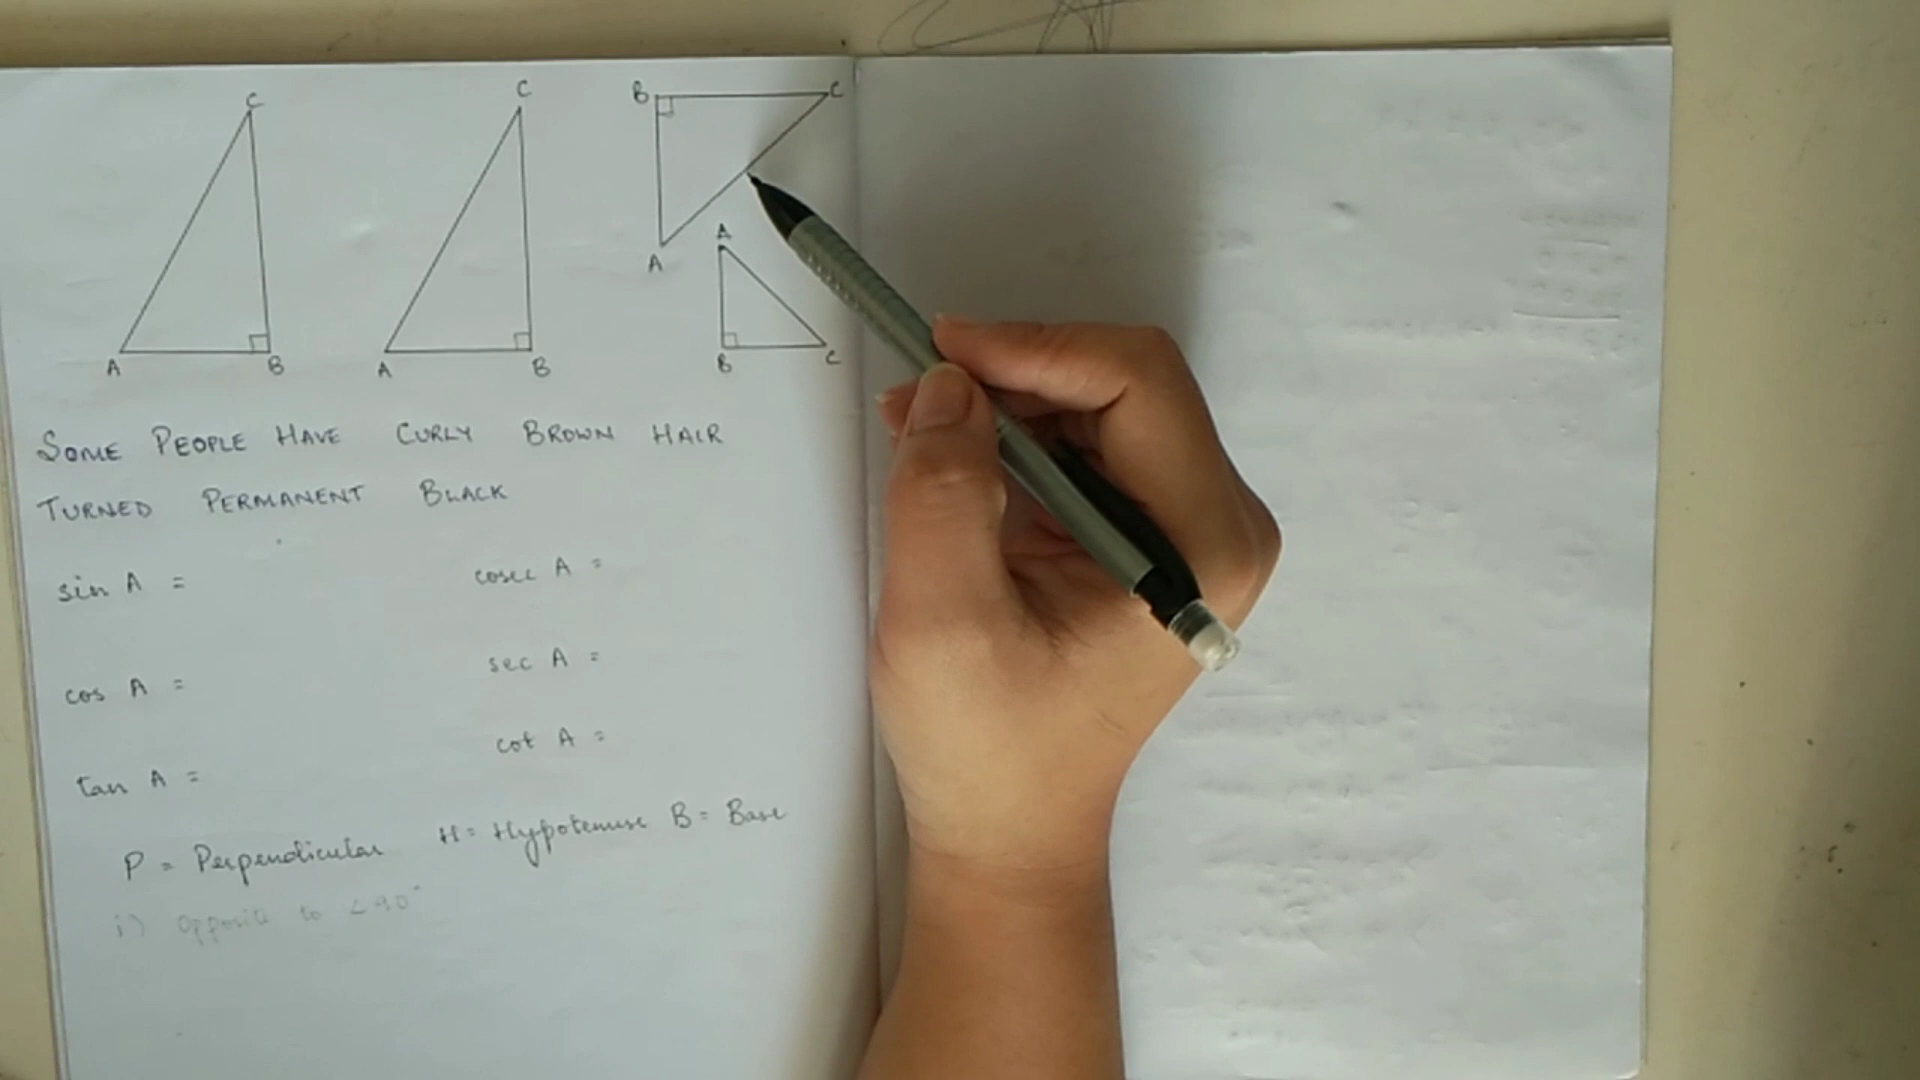 C
A B
C
A B
B C
A
A
B C
SOME PEOPLE HAVE CURLY BROWN HAIR
TURNED PERMANENT BLACK
sin A =
cosec A =
cos A =
sec A =
tan A =
cot A =
P = Perpendicular H = Hypotenuse B = Base
i) opposite to ∠90°